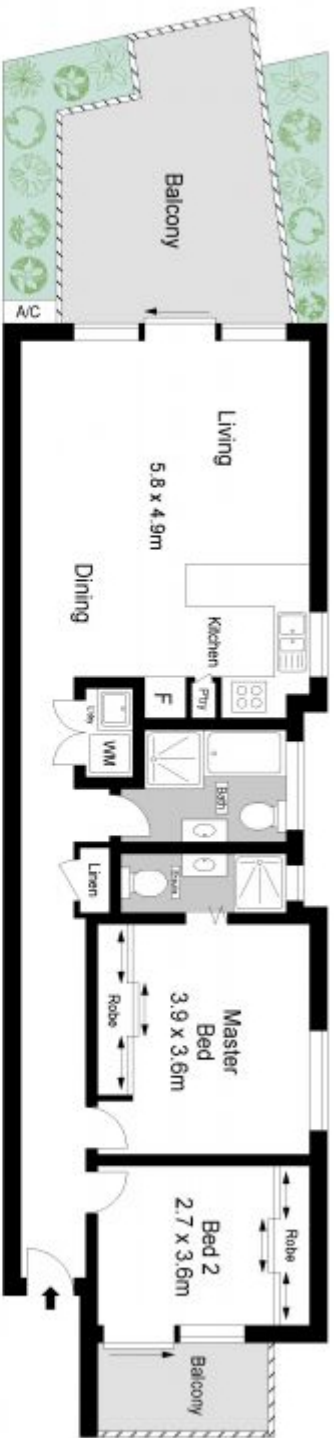 Balcony
A/C
Living
5.8 x 4.9m
Dining
Kitchen
F
Ptry
L'dry
WM
Bath
Linen
Ensuite
Robe
Master
Bed
3.9 x 3.6m
Bed 2
2.7 x 3.6m
Robe
Balcony